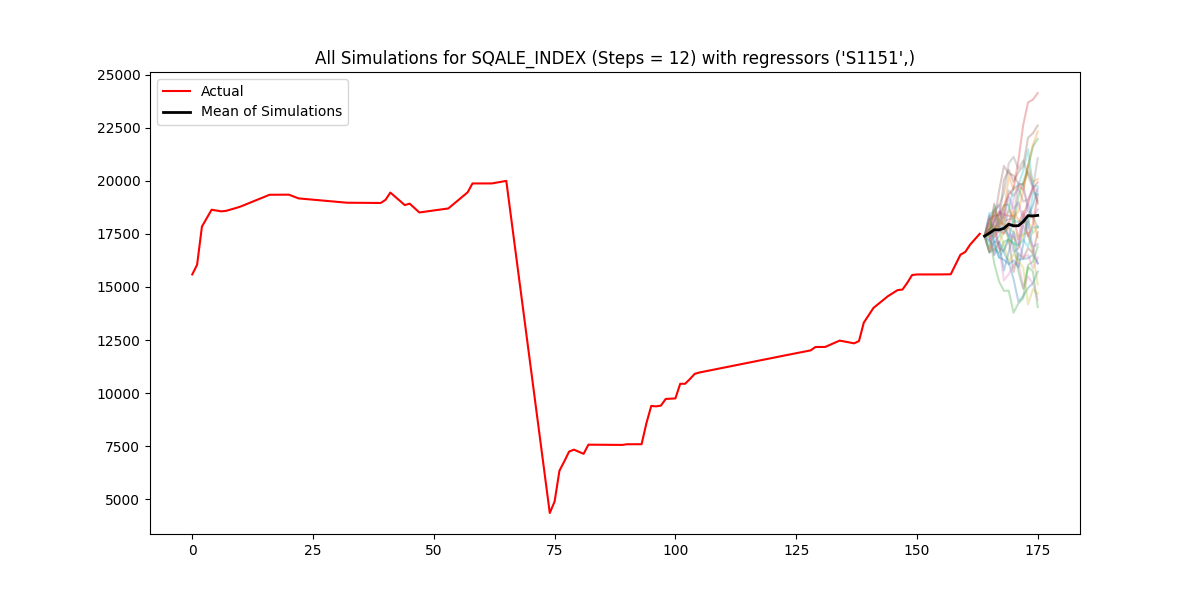 All Simulations for SQALE_INDEX (Steps = 12) with regressors ('S1151',)
Actual
Mean of Simulations
25000
22500
20000
17500
15000
12500
10000
7500
5000
0 25 50 75 100 125 150 175